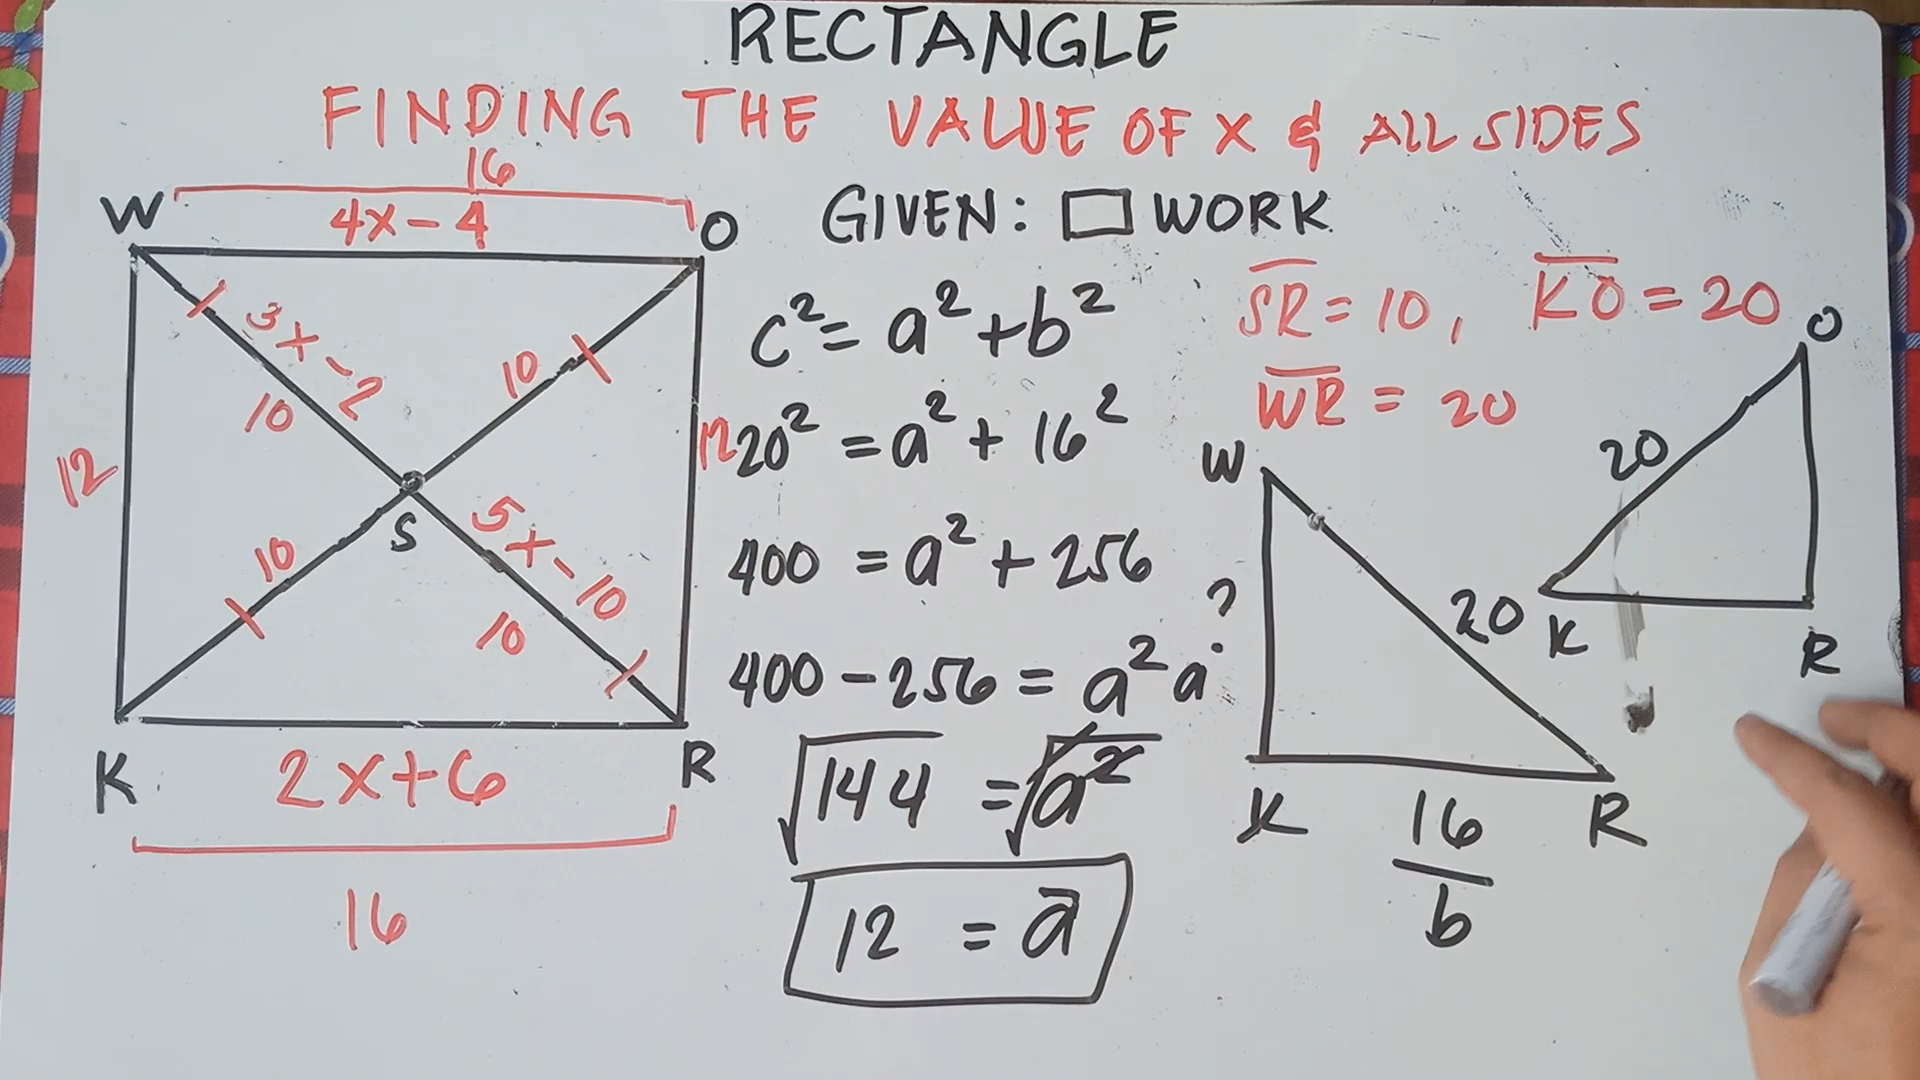 RECTANGLE
FINDING THE VALUE OF X & ALL SIDES
16
W 4x-4 O
3x-2
10
10
12
12
S
10
5x-10
10
K 2x+6 R
16
GIVEN: ▭ WORK
c² = a² + b²
20² = a² + 16²
400 = a² + 256
400 - 256 = a²
√144 = √a²
12 = a
SR = 10, KO = 20
WR = 20
W
?
a
20
K R
16
b
O
20
K
R